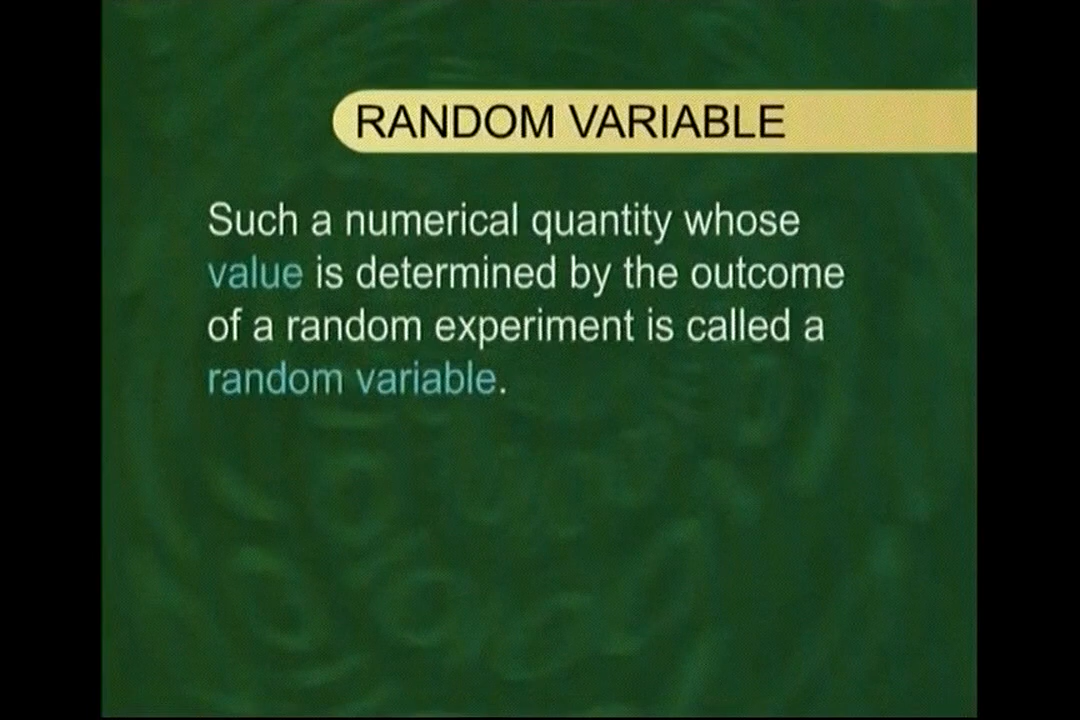 RANDOM VARIABLE
Such a numerical quantity whose
value is determined by the outcome
of a random experiment is called a
random variable.